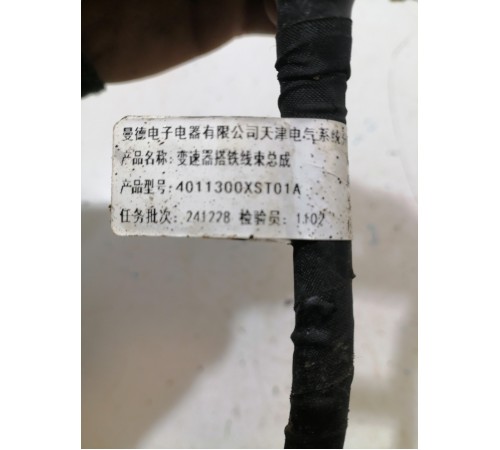 曼德电子电器有限公司天津电气系统
产品名称: 变速器搭铁线束总成
产品型号: 4011300XST01A
任务批次: 241228 检验员: 1102